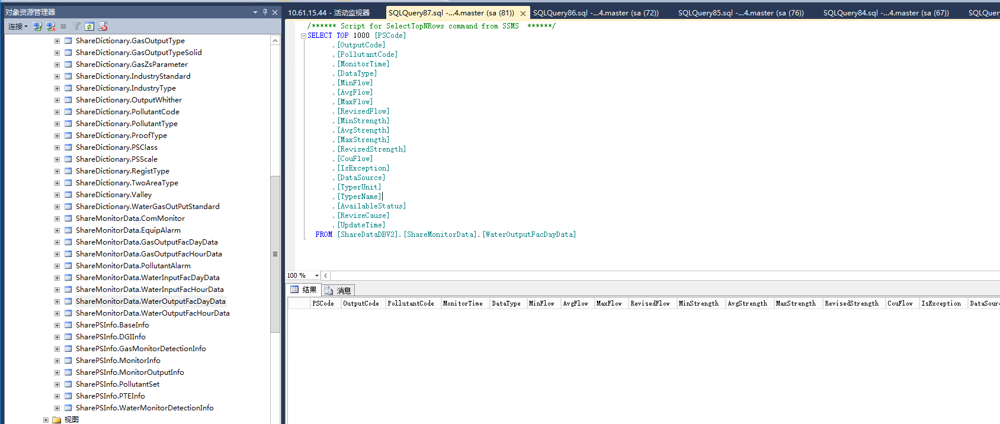 对象资源管理器
连接
ShareDictionary.GasOutputType
ShareDictionary.GasOutputTypeSolid
ShareDictionary.GasZsParameter
ShareDictionary.IndustryStandard
ShareDictionary.IndustryType
ShareDictionary.OutputWhither
ShareDictionary.PollutantCode
ShareDictionary.PollutantType
ShareDictionary.ProofType
ShareDictionary.PSClass
ShareDictionary.PSScale
ShareDictionary.RegistType
ShareDictionary.TwoAreaType
ShareDictionary.Valley
ShareDictionary.WaterGasOutPutStandard
ShareMonitorData.ComMonitor
ShareMonitorData.EquipAlarm
ShareMonitorData.GasOutputFacDayData
ShareMonitorData.GasOutputFacHourData
ShareMonitorData.PollutantAlarm
ShareMonitorData.WaterInputFacDayData
ShareMonitorData.WaterInputFacHourData
ShareMonitorData.WaterOutputFacDayData
ShareMonitorData.WaterOutputFacHourData
SharePSInfo.BaseInfo
SharePSInfo.DGIInfo
SharePSInfo.GasMonitorDetectionInfo
SharePSInfo.MonitorInfo
SharePSInfo.MonitorOutputInfo
SharePSInfo.PollutantSet
SharePSInfo.PTEInfo
SharePSInfo.WaterMonitorDetectionInfo
视图
10.61.15.44 - 活动监视器 SQLQuery87.sql -...4.master (sa (81)) SQLQuery86.sql -...4.master (sa (72)) SQLQuery85.sql -...4.master (sa (76)) SQLQuery84.sql -...4.master (sa (67)) SQLQuery
/****** Script for SelectTopNRows command from SSMS ******/
SELECT TOP 1000 [PSCode]
,[OutputCode]
,[PollutantCode]
,[MonitorTime]
,[DataType]
,[MinFlow]
,[AvgFlow]
,[MaxFlow]
,[RevisedFlow]
,[MinStrength]
,[AvgStrength]
,[MaxStrength]
,[RevisedStrength]
,[CouFlow]
,[IsException]
,[DataSource]
,[TyperUnit]
,[TyperName]
,[AvailableStatus]
,[ReviseCause]
,[UpdateTime]
FROM [ShareDataDBV2].[ShareMonitorData].[WaterOutputFacDayData]
100 %
结果 消息
PSCode OutputCode PollutantCode MonitorTime DataType MinFlow AvgFlow MaxFlow RevisedFlow MinStrength AvgStrength MaxStrength RevisedStrength CouFlow IsException DataSour